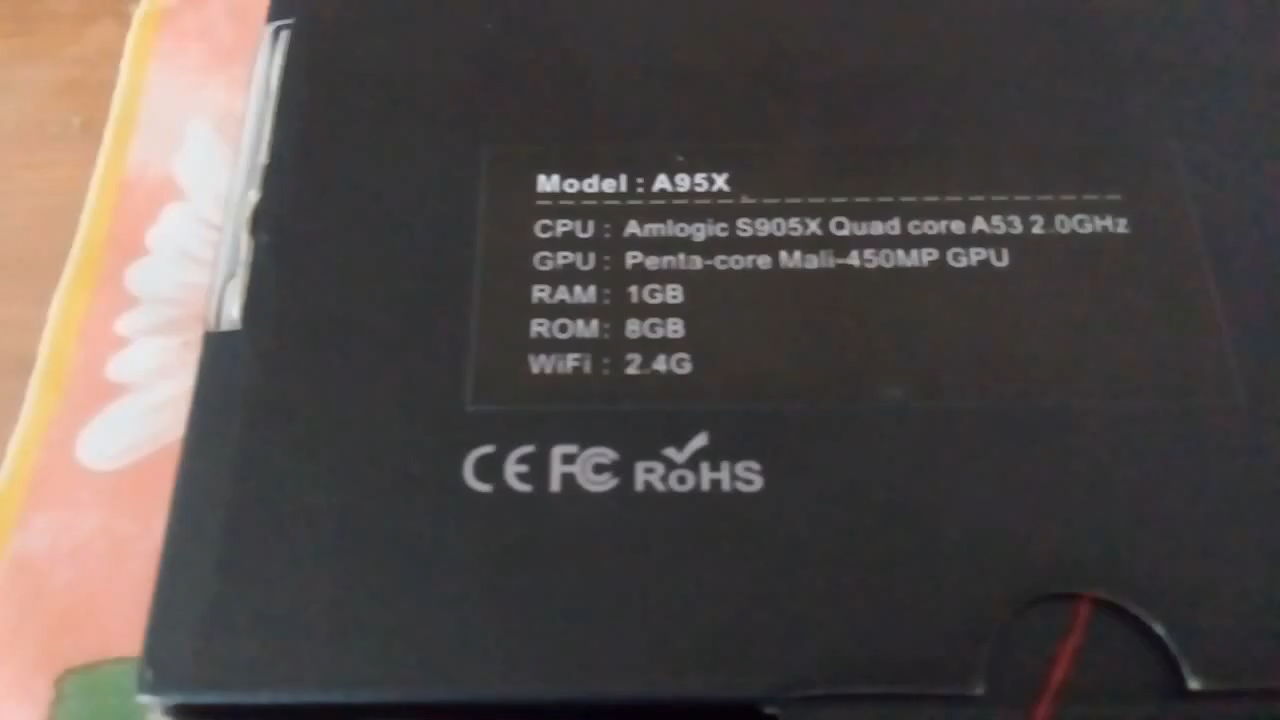 Model : A95X
CPU : Amlogic S905X Quad core A53 2.0GHz
GPU : Penta-core Mali-450MP GPU
RAM : 1GB
ROM : 8GB
WiFi : 2.4G
CE FC RoHS